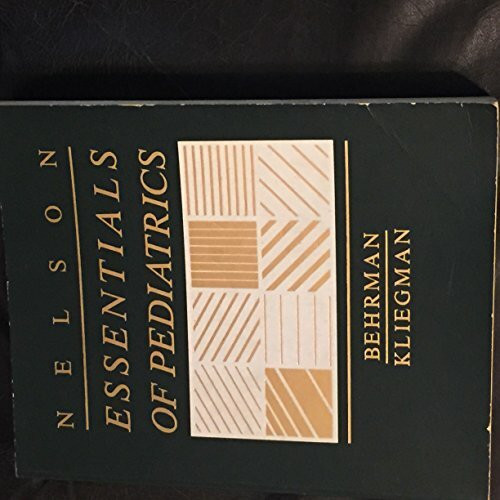 NELSON
ESSENTIALS
OF PEDIATRICS
BEHRMAN
KLIEGMAN